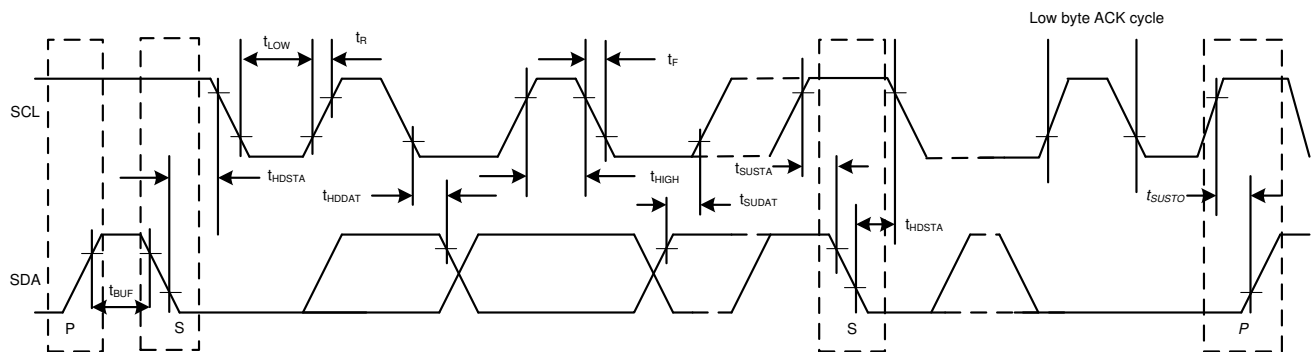 Low byte ACK cycle
tLOW
tR
tF
SCL
tHDSTA
tHDDAT
tHIGH
tSUDAT
tSUSTA
tHDSTA
tSUSTO
SDA
tBUF
P
S
S
P